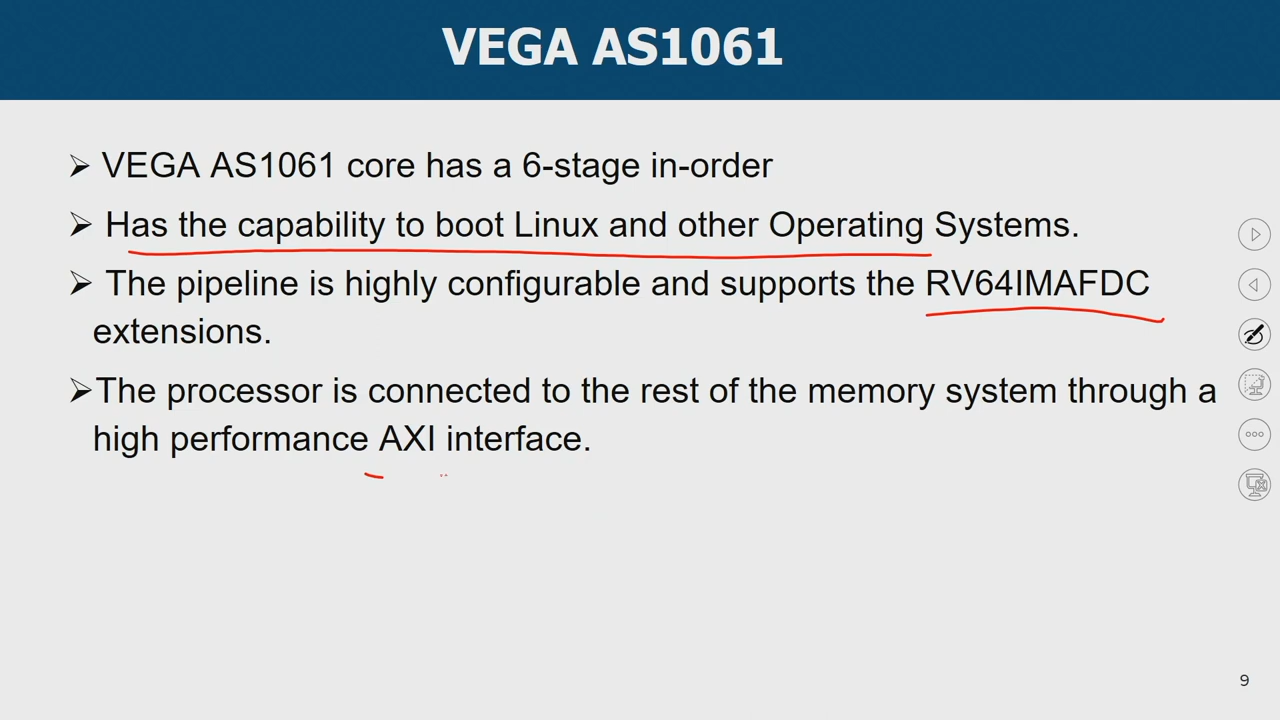 VEGA AS1061
➢ VEGA AS1061 core has a 6-stage in-order
➢ Has the capability to boot Linux and other Operating Systems.
➢ The pipeline is highly configurable and supports the RV64IMAFDC
extensions.
➢The processor is connected to the rest of the memory system through a
high performance AXI interface.
9